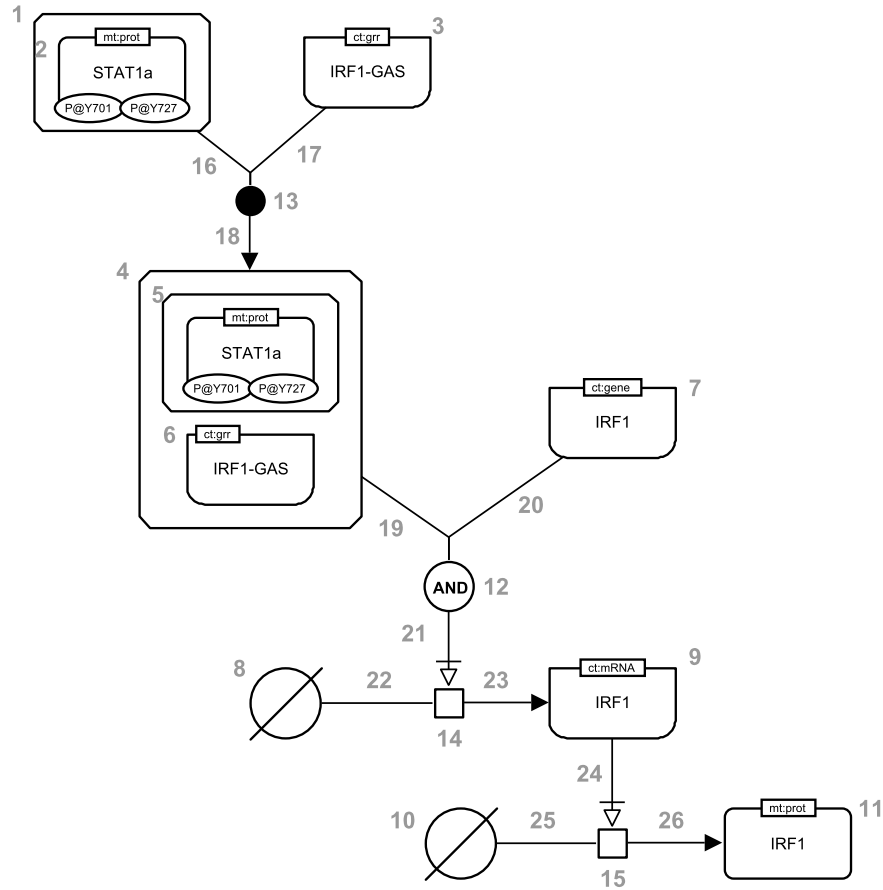 1
mt:prot
ct:grr
3
2
STAT1a
IRF1-GAS
P@Y701
P@Y727
16
17
13
18
4
5
mt:prot
STAT1a
P@Y701
P@Y727
ct:gene
7
IRF1
6
ct:grr
IRF1-GAS
19
20
AND
12
21
8
22
23
ct:mRNA
9
IRF1
14
24
10
25
26
mt:prot
11
IRF1
15